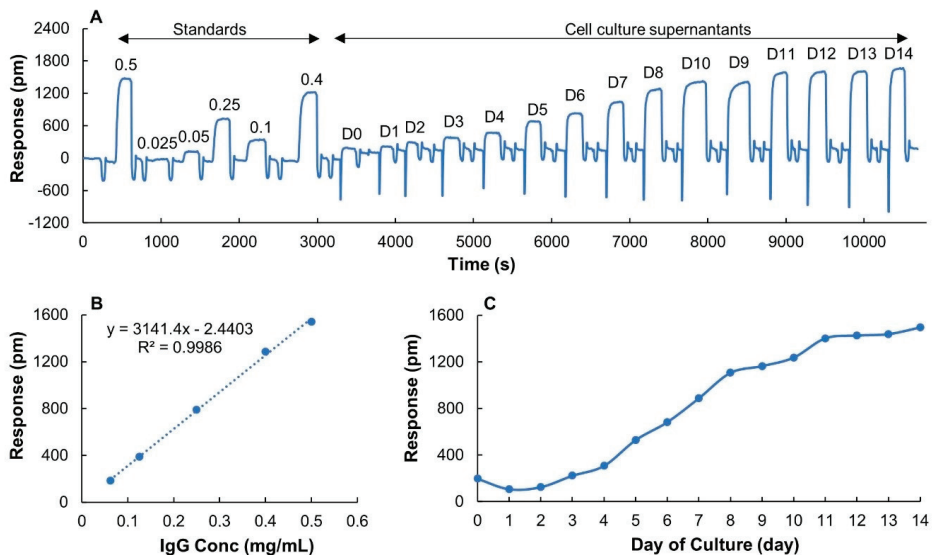 A
Standards
Cell culture supernantants
0.5
0.025
0.05
0.25
0.1
0.4
D0
D1
D2
D3
D4
D5
D6
D7
D8
D10
D9
D11
D12
D13
D14
Response (pm)
2400
1800
1200
600
0
-600
-1200
0 1000 2000 3000 4000 5000 6000 7000 8000 9000 10000
Time (s)
B
y = 3141.4x - 2.4403
R² = 0.9986
Response (pm)
1600
1200
800
400
0
0 0.1 0.2 0.3 0.4 0.5 0.6
IgG Conc (mg/mL)
C
Response (pm)
1600
1200
800
400
0
0 1 2 3 4 5 6 7 8 9 10 11 12 13 14
Day of Culture (day)